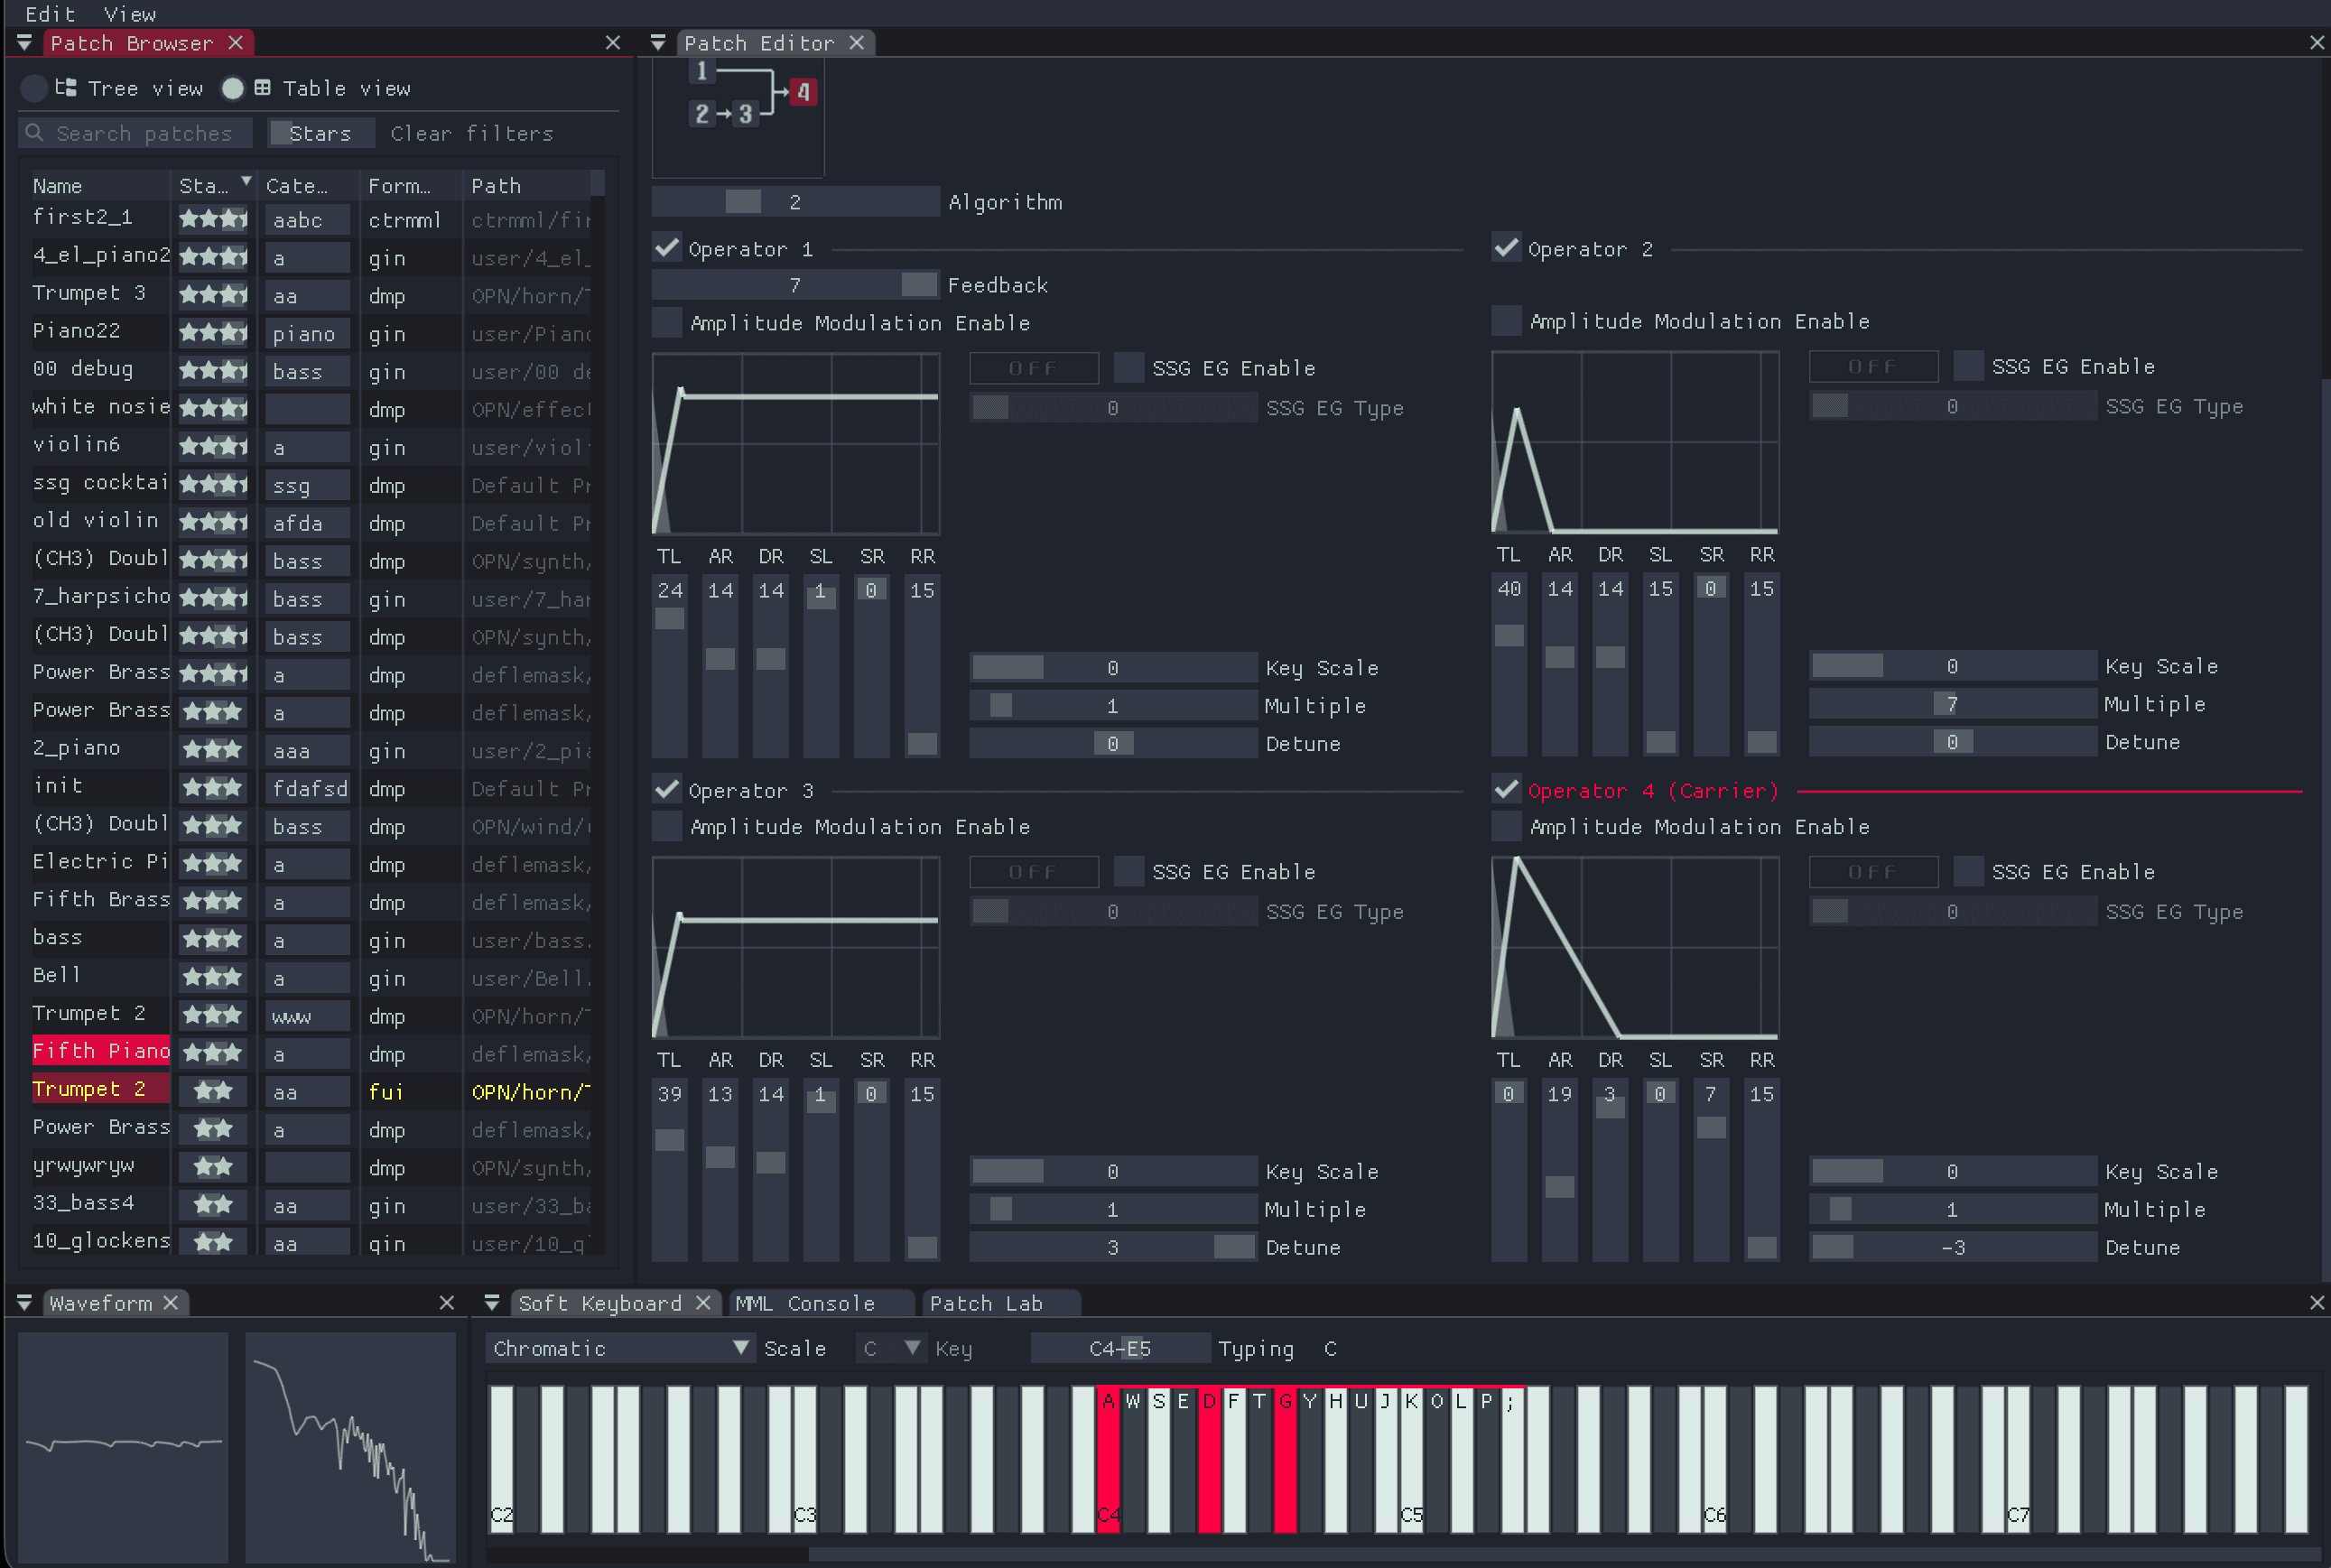 Edit View
Patch Browser
Tree view Table view
Search patches Stars Clear filters
Name Sta… Cate… Form… Path
first2_1 aabc ctrmml ctrmml/fir
4_el_piano2 a gin user/4_el_
Trumpet 3 aa dmp OPN/horn/T
Piano22 piano gin user/Piano
00 debug bass gin user/00 de
white nosie dmp OPN/effect
violin6 a gin user/violi
ssg cocktai ssg dmp Default Pr
old violin afda dmp Default Pr
(CH3) Doubl bass dmp OPN/synth/
7_harpsicho bass gin user/7_har
(CH3) Doubl bass dmp OPN/synth/
Power Brass a dmp deflemask/
Power Brass a dmp deflemask/
2_piano aaa gin user/2_pia
init fdafsd dmp Default Pr
(CH3) Doubl bass dmp OPN/wind/
Electric Pi a dmp deflemask/
Fifth Brass a dmp deflemask/
bass a gin user/bass.
Bell a gin user/Bell.
Trumpet 2 www dmp OPN/horn/T
Fifth Piano a dmp deflemask/
Trumpet 2 aa fui OPN/horn/T
Power Brass a dmp deflemask/
yrwywryw dmp OPN/synth/
33_bass4 aa gin user/33_ba
10_glockens aa gin user/10_gl
Patch Editor
1 4
2 3
2 Algorithm
Operator 1
7 Feedback
Amplitude Modulation Enable
OFF SSG EG Enable
0 SSG EG Type
TL AR DR SL SR RR
24 14 14 1 0 15
0 Key Scale
1 Multiple
0 Detune
Operator 2
Amplitude Modulation Enable
OFF SSG EG Enable
0 SSG EG Type
TL AR DR SL SR RR
40 14 14 15 0 15
0 Key Scale
7 Multiple
0 Detune
Operator 3
Amplitude Modulation Enable
OFF SSG EG Enable
0 SSG EG Type
TL AR DR SL SR RR
39 13 14 1 0 15
0 Key Scale
1 Multiple
3 Detune
Operator 4 (Carrier)
Amplitude Modulation Enable
OFF SSG EG Enable
0 SSG EG Type
TL AR DR SL SR RR
0 19 3 0 7 15
0 Key Scale
1 Multiple
-3 Detune
Waveform
Soft Keyboard MML Console Patch Lab
Chromatic Scale C Key C4-E5 Typing C
A W S E D F T G Y H U J K O L P ;
C2 C3 C4 C5 C6 C7